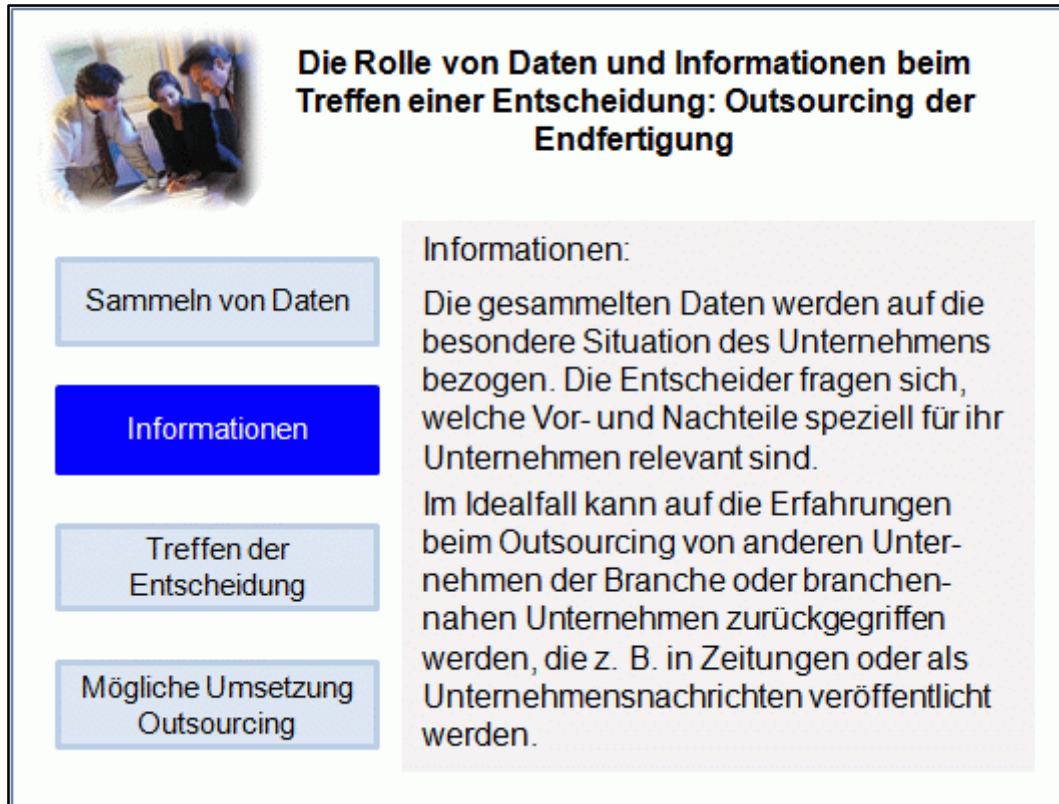 Die Rolle von Daten und Informationen beim
Treffen einer Entscheidung: Outsourcing der
Endfertigung
Sammeln von Daten
Informationen
Treffen der
Entscheidung
Mögliche Umsetzung
Outsourcing
Informationen:
Die gesammelten Daten werden auf die
besondere Situation des Unternehmens
bezogen. Die Entscheider fragen sich,
welche Vor- und Nachteile speziell für ihr
Unternehmen relevant sind.
Im Idealfall kann auf die Erfahrungen
beim Outsourcing von anderen Unter-
nehmen der Branche oder branchen-
nahen Unternehmen zurückgegriffen
werden, die z. B. in Zeitungen oder als
Unternehmensnachrichten veröffentlicht
werden.